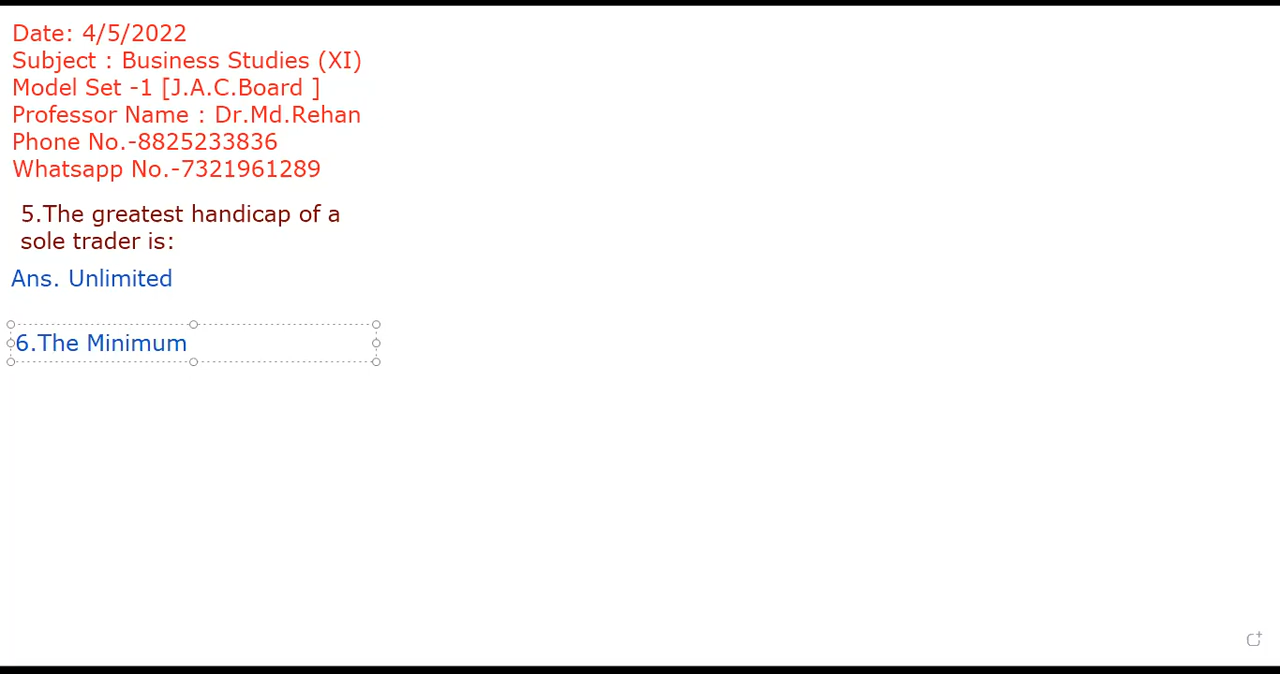 Date: 4/5/2022
Subject : Business Studies (XI)
Model Set -1 [J.A.C.Board ]
Professor Name : Dr.Md.Rehan
Phone No.-8825233836
Whatsapp No.-7321961289
5.The greatest handicap of a
sole trader is:
Ans. Unlimited
6.The Minimum